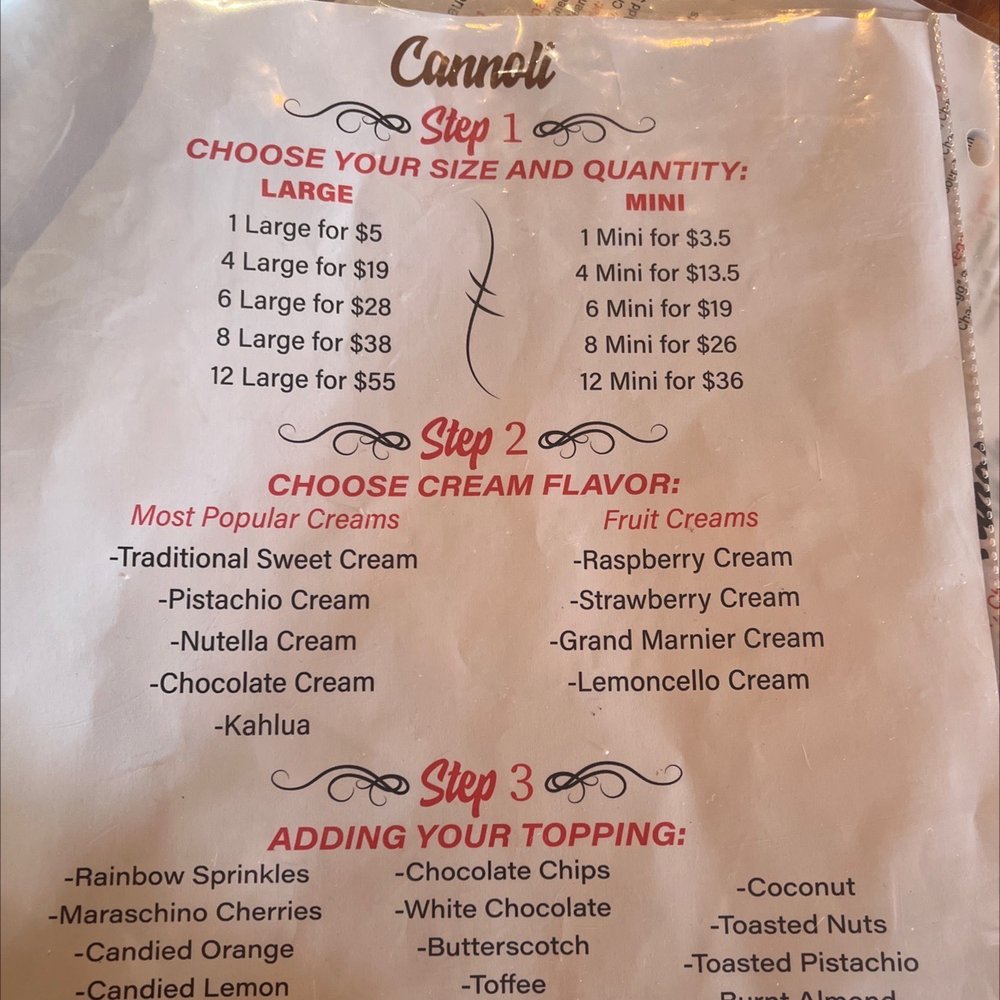 Cannoli
Step 1
CHOOSE YOUR SIZE AND QUANTITY:
LARGE
1 Large for $5
4 Large for $19
6 Large for $28
8 Large for $38
12 Large for $55
MINI
1 Mini for $3.5
4 Mini for $13.5
6 Mini for $19
8 Mini for $26
12 Mini for $36
Step 2
CHOOSE CREAM FLAVOR:
Most Popular Creams
-Traditional Sweet Cream
-Pistachio Cream
-Nutella Cream
-Chocolate Cream
-Kahlua
Fruit Creams
-Raspberry Cream
-Strawberry Cream
-Grand Marnier Cream
-Lemoncello Cream
Step 3
ADDING YOUR TOPPING:
-Rainbow Sprinkles
-Maraschino Cherries
-Candied Orange
-Candied Lemon
-Chocolate Chips
-White Chocolate
-Butterscotch
-Toffee
-Coconut
-Toasted Nuts
-Toasted Pistachio
Burnt Almond